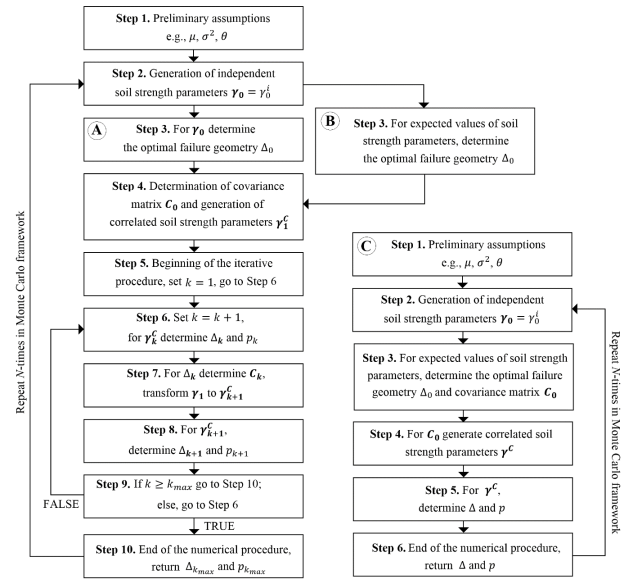 Step 1. Preliminary assumptions
e.g., μ, σ², θ
Step 2. Generation of independent
soil strength parameters γ₀ = γ₀ⁱ
A
Step 3. For γ₀ determine
the optimal failure geometry Δ₀
B
Step 3. For expected values of soil
strength parameters, determine
the optimal failure geometry Δ₀
Step 4. Determination of covariance
matrix C₀ and generation of
correlated soil strength parameters γ₁ᶜ
Step 5. Beginning of the iterative
procedure, set k = 1, go to Step 6
Step 6. Set k = k + 1,
for γₖᶜ determine Δₖ and pₖ
Step 7. For Δₖ determine Cₖ,
transform γ₁ to γₖ₊₁ᶜ
Step 8. For γₖ₊₁ᶜ,
determine Δₖ₊₁ and pₖ₊₁
Step 9. If k ≥ kₘₐₓ go to Step 10;
else, go to Step 6
FALSE
TRUE
Step 10. End of the numerical procedure,
return Δₖₘₐₓ and pₖₘₐₓ
Repeat N-times in Monte Carlo framework
C
Step 1. Preliminary assumptions
e.g., μ, σ², θ
Step 2. Generation of independent
soil strength parameters γ₀ = γ₀ⁱ
Step 3. For expected values of soil strength
parameters, determine the optimal failure
geometry Δ₀ and covariance matrix C₀
Step 4. For C₀ generate correlated soil
strength parameters γᶜ
Step 5. For γᶜ,
determine Δ and p
Step 6. End of the numerical procedure,
return Δ and p
Repeat N-times in Monte Carlo framework